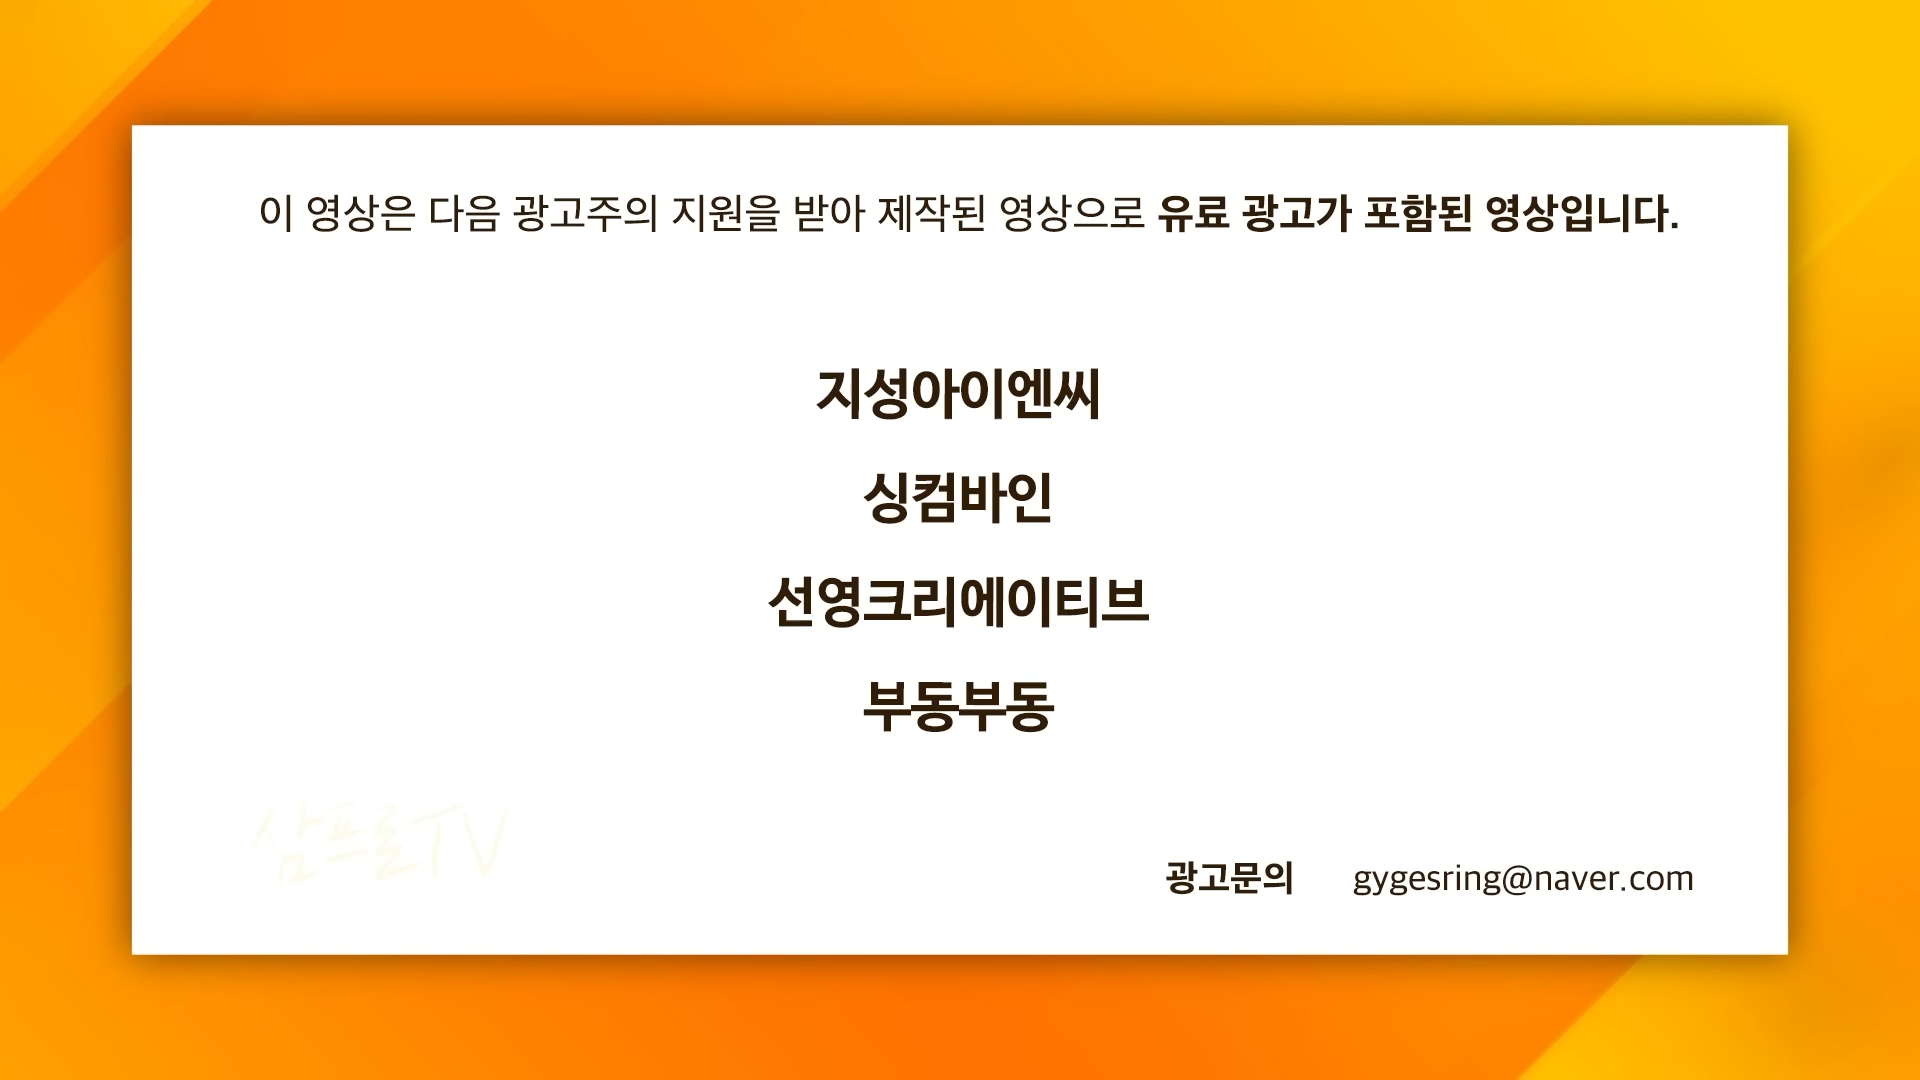 이 영상은 다음 광고주의 지원을 받아 제작된 영상으로 유료 광고가 포함된 영상입니다.
지성아이엔씨
싱컴바인
선영크리에이티브
부동부동
삼프로TV
광고문의 gygesring@naver.com